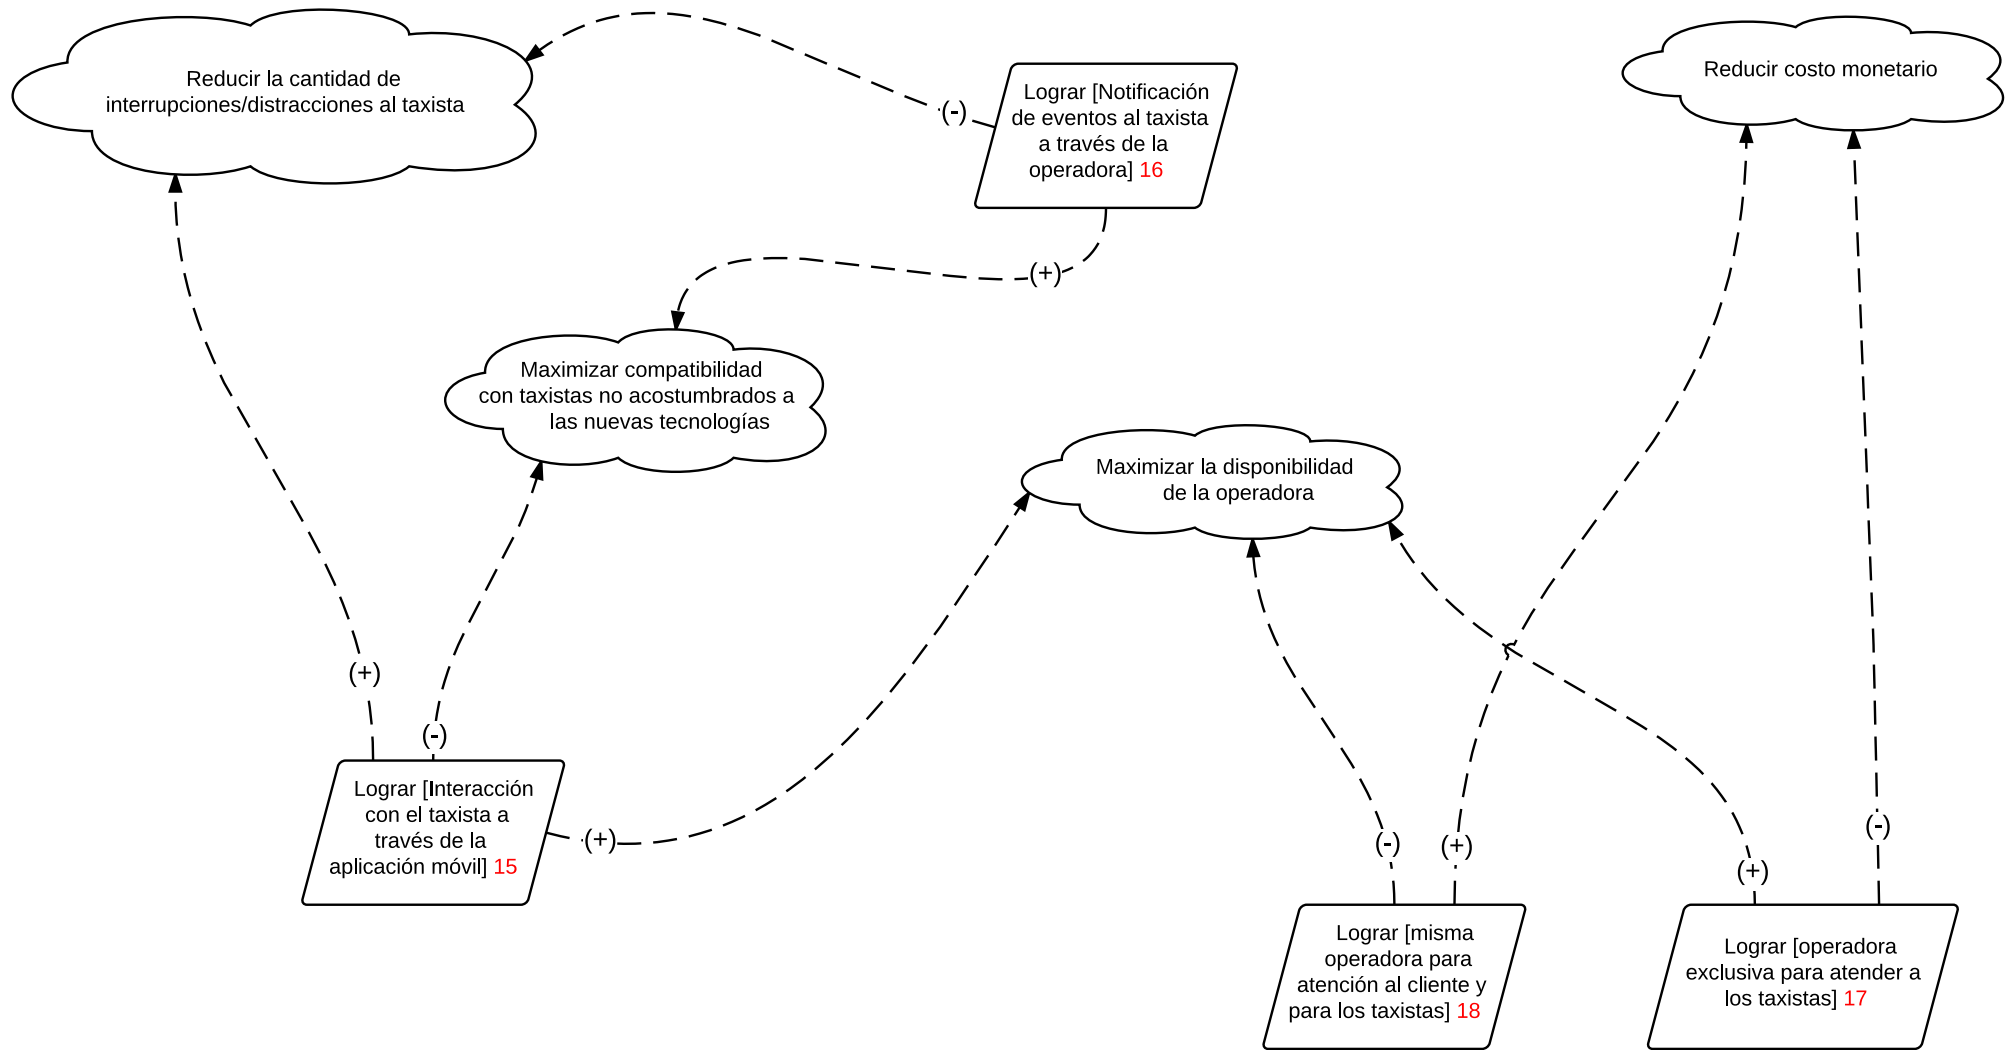 Reducir la cantidad de
interrupciones/distracciones al taxista
(-)
Lograr [Notificación
de eventos al taxista
a través de la
operadora] 16
Reducir costo monetario
(+)
Maximizar compatibilidad
con taxistas no acostumbrados a
las nuevas tecnologías
Maximizar la disponibilidad
de la operadora
(+)
(-)
Lograr [Interacción
con el taxista a
través de la
aplicación móvil] 15
(+)
(-)
(+)
(+)
(-)
Lograr [misma
operadora para
atención al cliente y
para los taxistas] 18
Lograr [operadora
exclusiva para atender a
los taxistas] 17